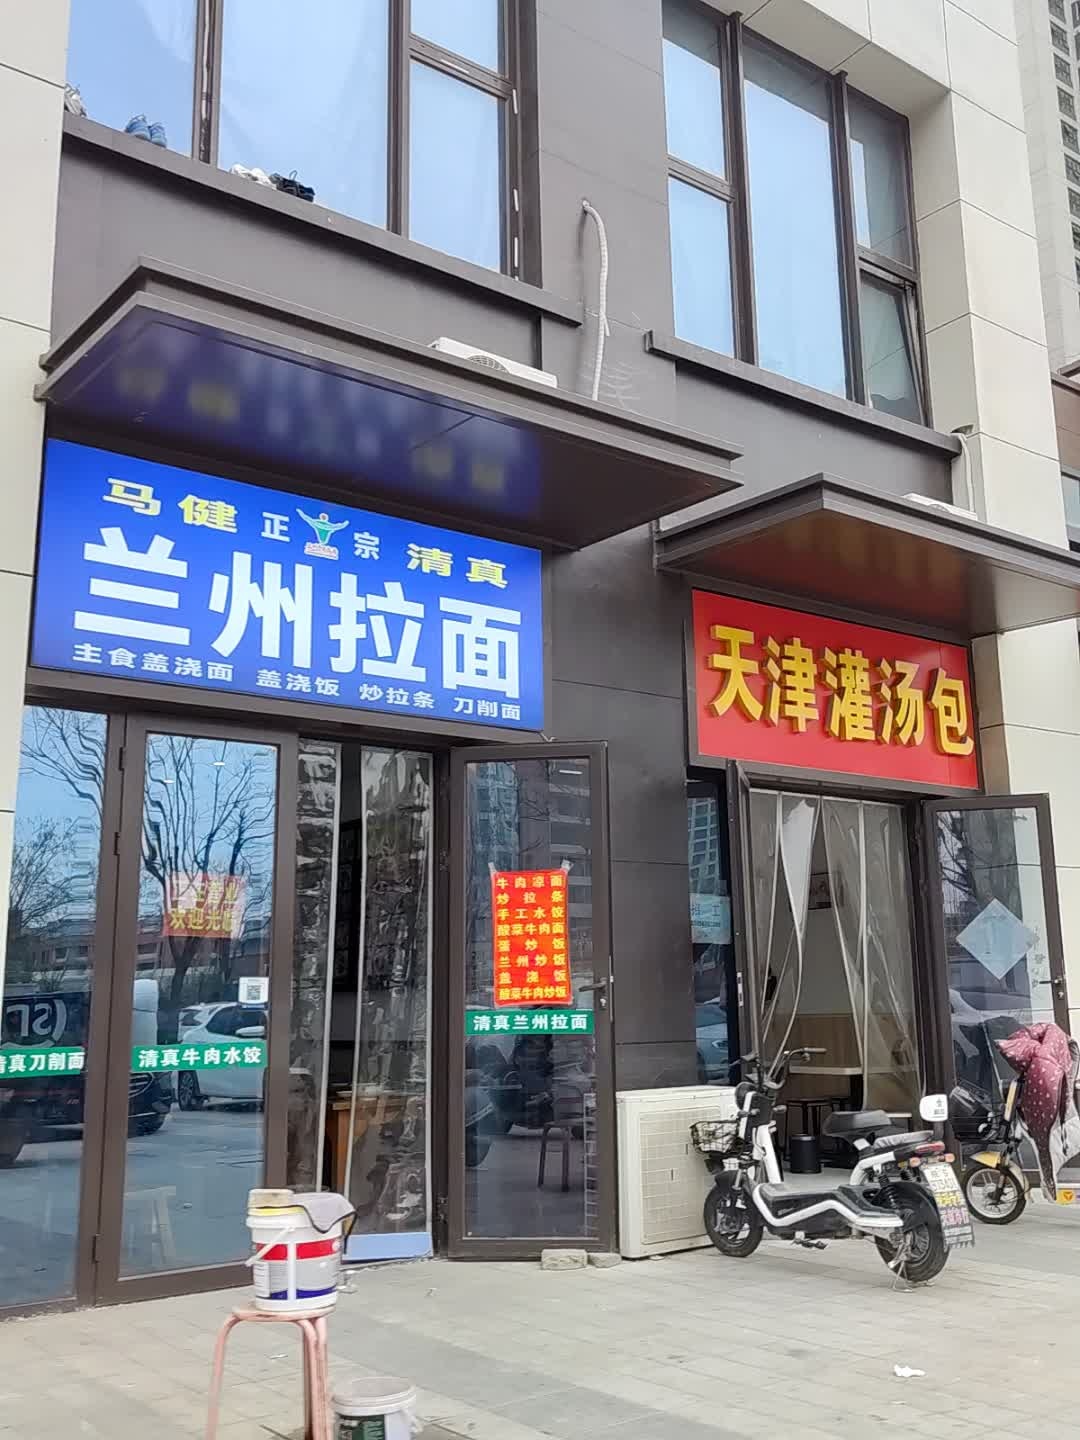 马健 正宗 清真
兰州拉面
主食盖浇面 盖浇饭 炒拉条 刀削面
天津灌汤包
欢迎光临
牛肉凉面
炒拉条
手工水饺
酸菜牛肉面
蛋炒饭
兰州炒饭
盖浇饭
酸菜牛肉炒饭
清真兰州拉面
清真刀削面
清真牛肉水饺